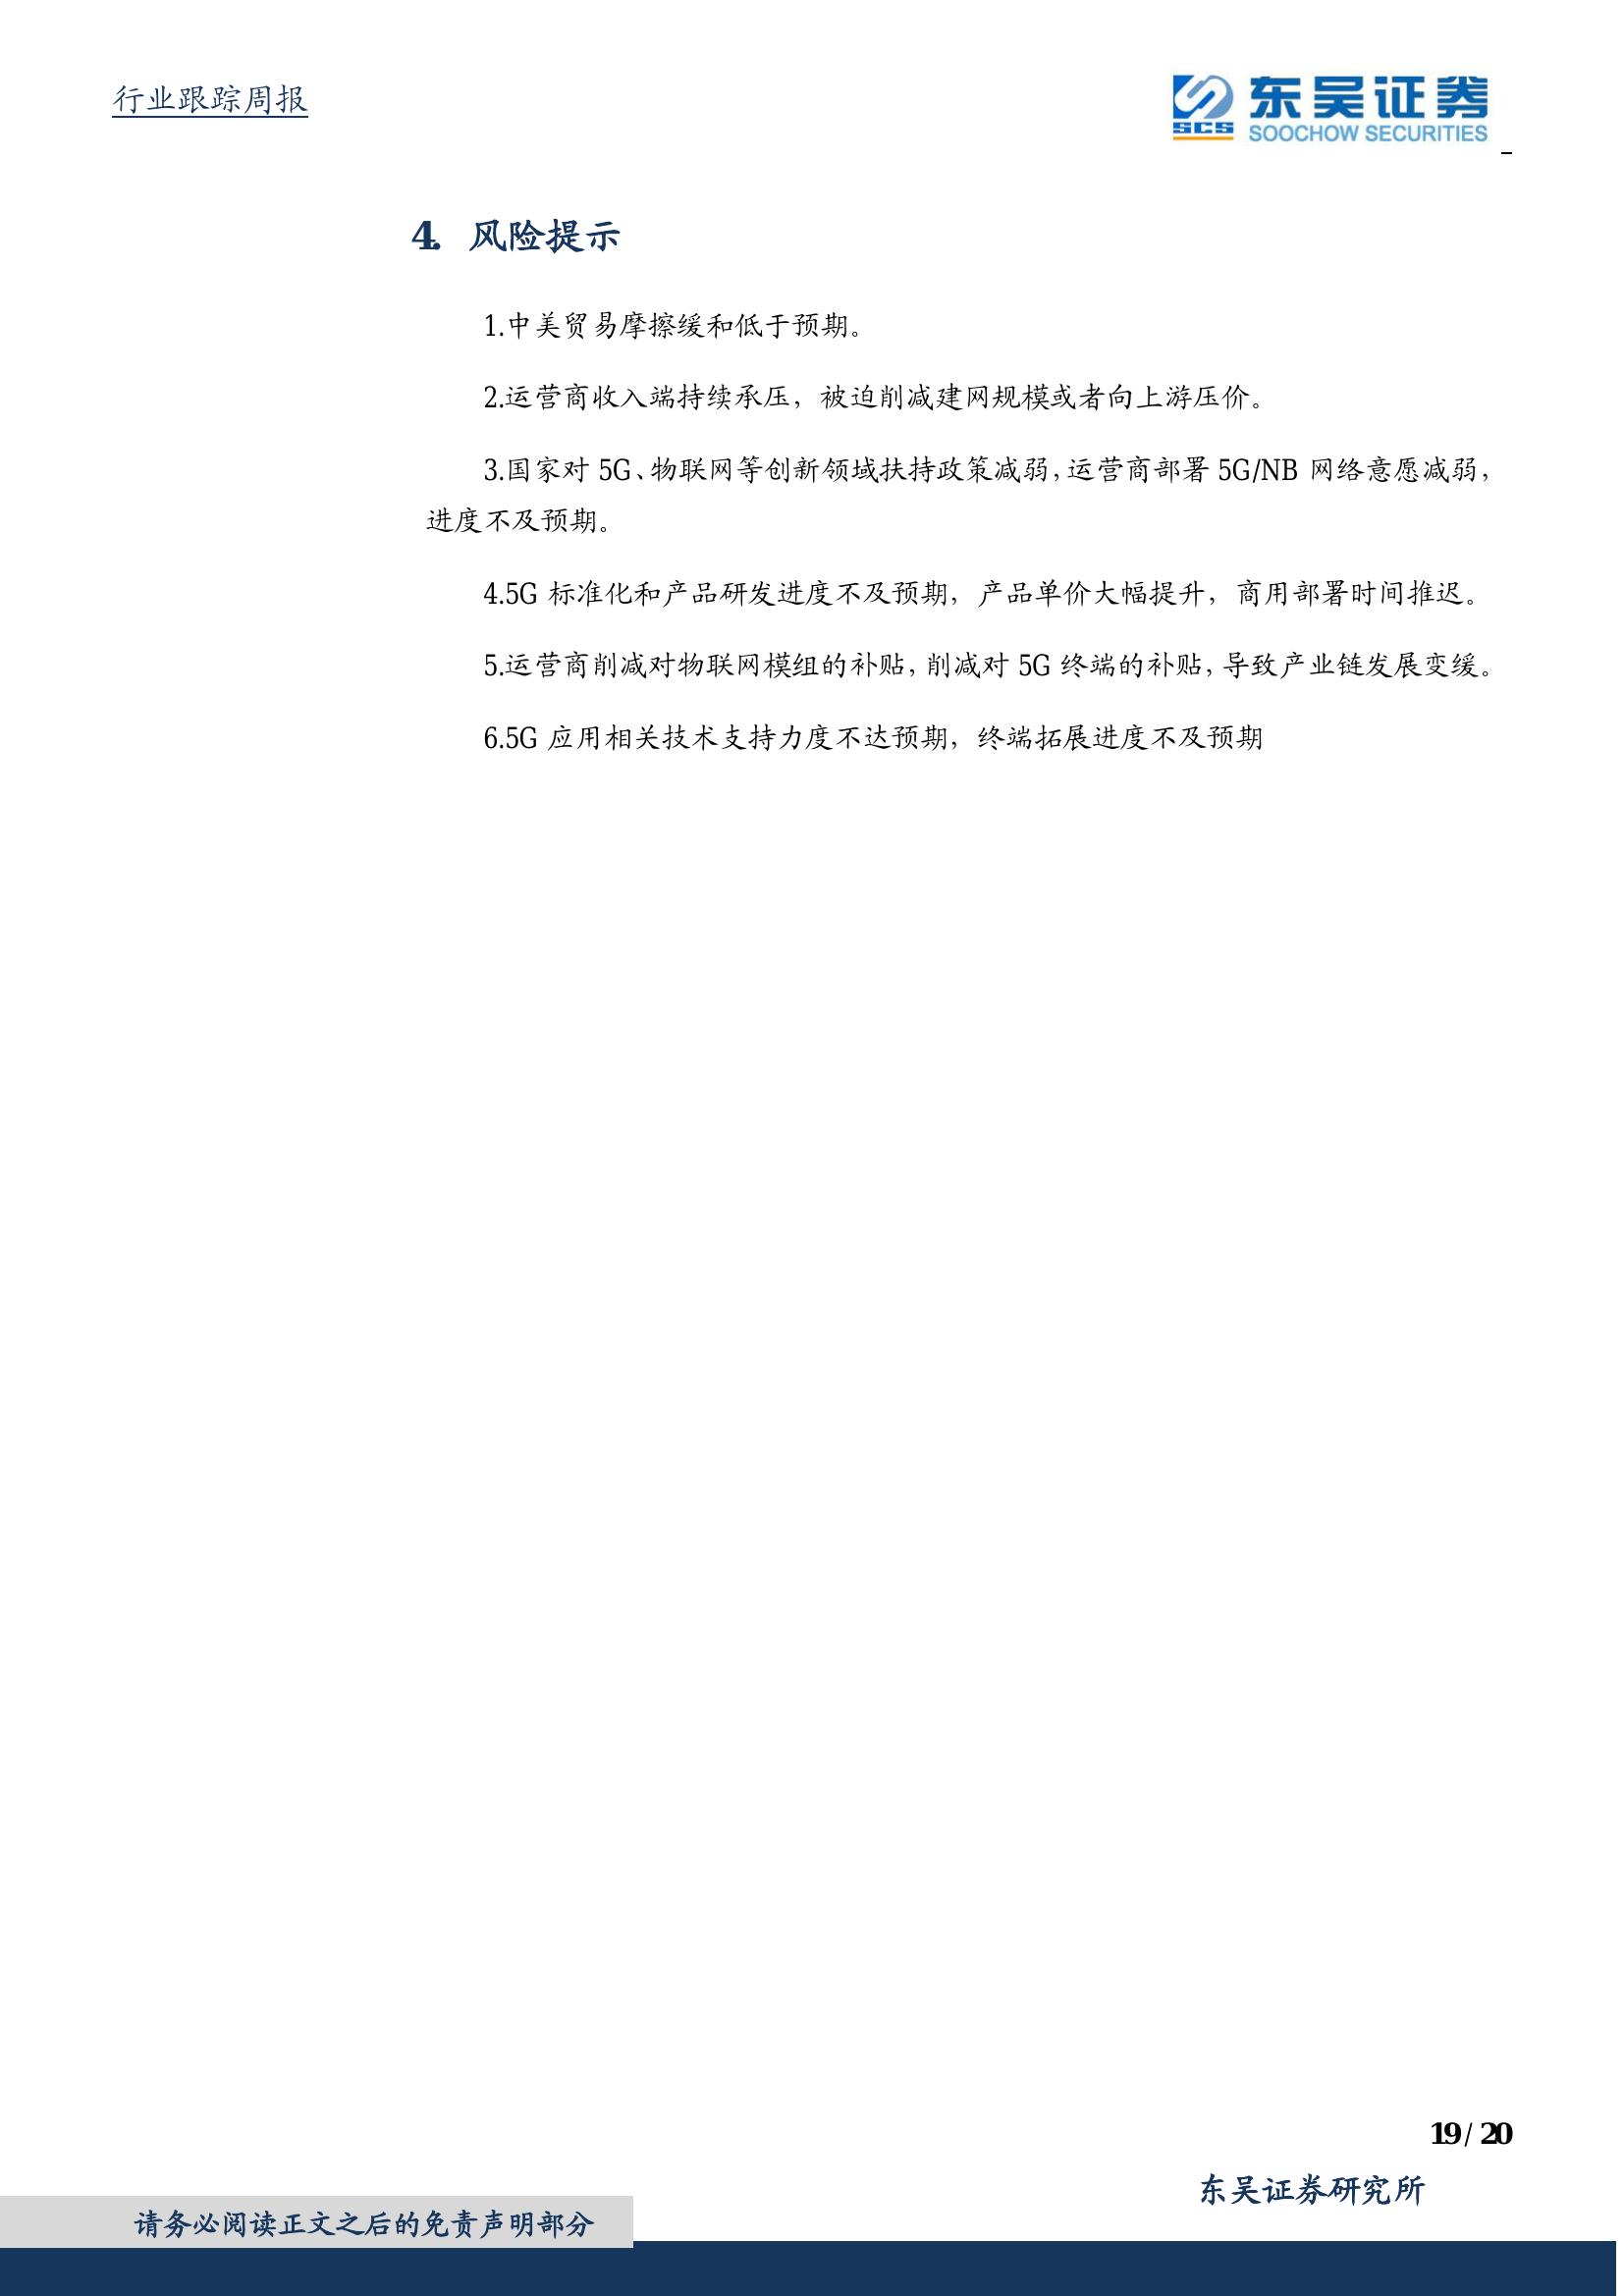 行业跟踪周报
SCS
东吴证券
SOOCHOW SECURITIES
4. 风险提示
1.中美贸易摩擦缓和低于预期。
2.运营商收入端持续承压，被迫削减建网规模或者向上游压价。
3.国家对 5G、物联网等创新领域扶持政策减弱，运营商部署 5G/NB 网络意愿减弱，
进度不及预期。
4.5G 标准化和产品研发进度不及预期，产品单价大幅提升，商用部署时间推迟。
5.运营商削减对物联网模组的补贴，削减对 5G 终端的补贴，导致产业链发展变缓。
6.5G 应用相关技术支持力度不达预期，终端拓展进度不及预期
19 / 20
东吴证券研究所
请务必阅读正文之后的免责声明部分